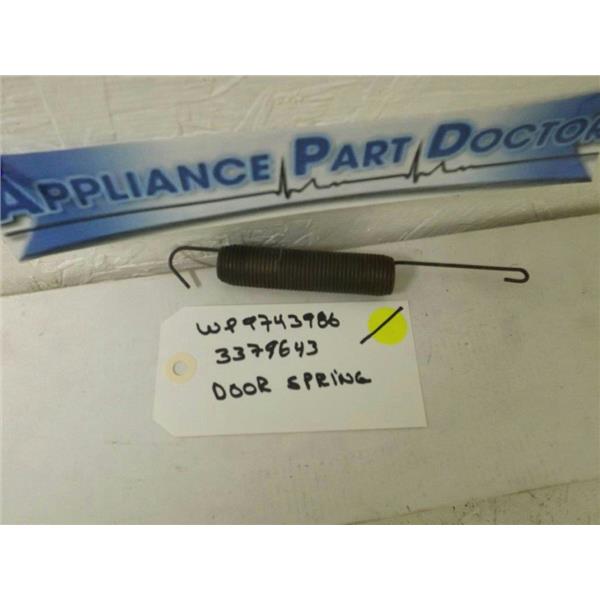 APPLIANCE PART DOCTOR
WP9743986
3379643
DOOR SPRING